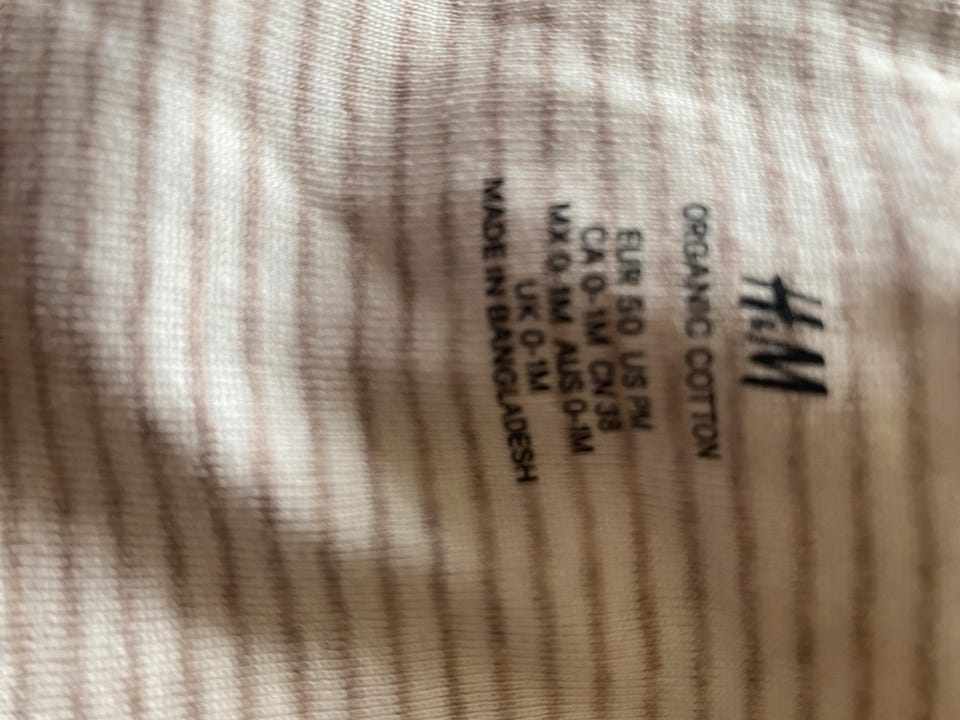 H&M
ORGANIC COTTON
EUR 50 US PM
CA 0-1M CN 38
MX 0-1M AUS 0-1M
UK 0-1M
MADE IN BANGLADESH